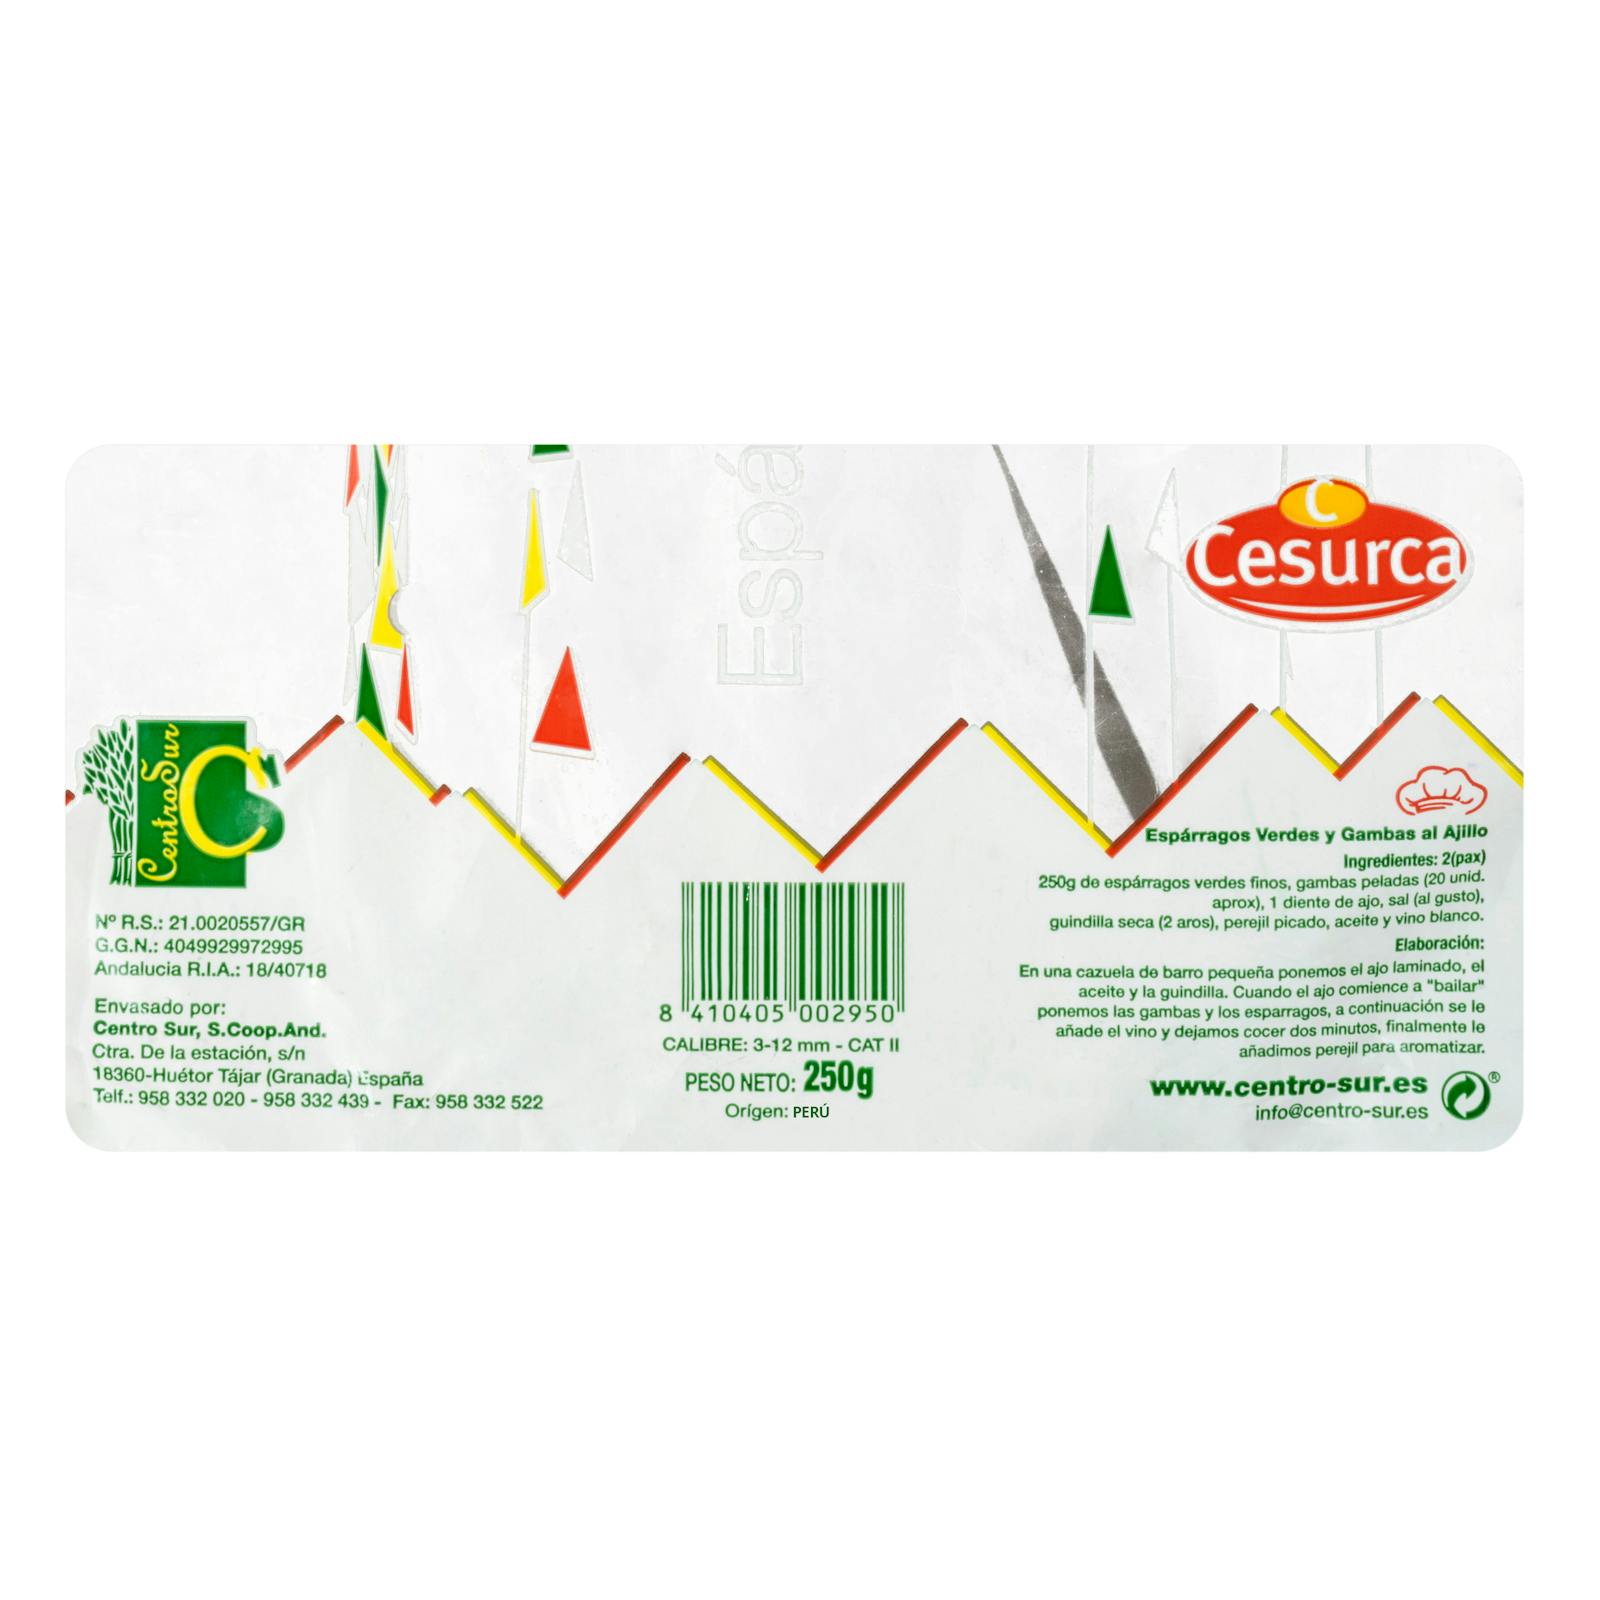 Espá
C
Cesurca
CentroSur
C
Nº R.S.: 21.0020557/GR
G.G.N.: 4049929972995
Andalucia R.I.A.: 18/40718
Envasado por:
Centro Sur, S.Coop.And.
Ctra. De la estación, s/n
18360-Huétor Tájar (Granada) España
Telf.: 958 332 020 - 958 332 439 - Fax: 958 332 522
8 410405 002950
CALIBRE: 3-12 mm - CAT II
PESO NETO: 250g
Orígen: PERÚ
Espárragos Verdes y Gambas al Ajillo
Ingredientes: 2(pax)
250g de espárragos verdes finos, gambas peladas (20 unid.
aprox), 1 diente de ajo, sal (al gusto),
guindilla seca (2 aros), perejil picado, aceite y vino blanco.
Elaboración:
En una cazuela de barro pequeña ponemos el ajo laminado, el
aceite y la guindilla. Cuando el ajo comience a "bailar"
ponemos las gambas y los esparragos, a continuación se le
añade el vino y dejamos cocer dos minutos, finalmente le
añadimos perejil para aromatizar.
www.centro-sur.es
info@centro-sur.es
®